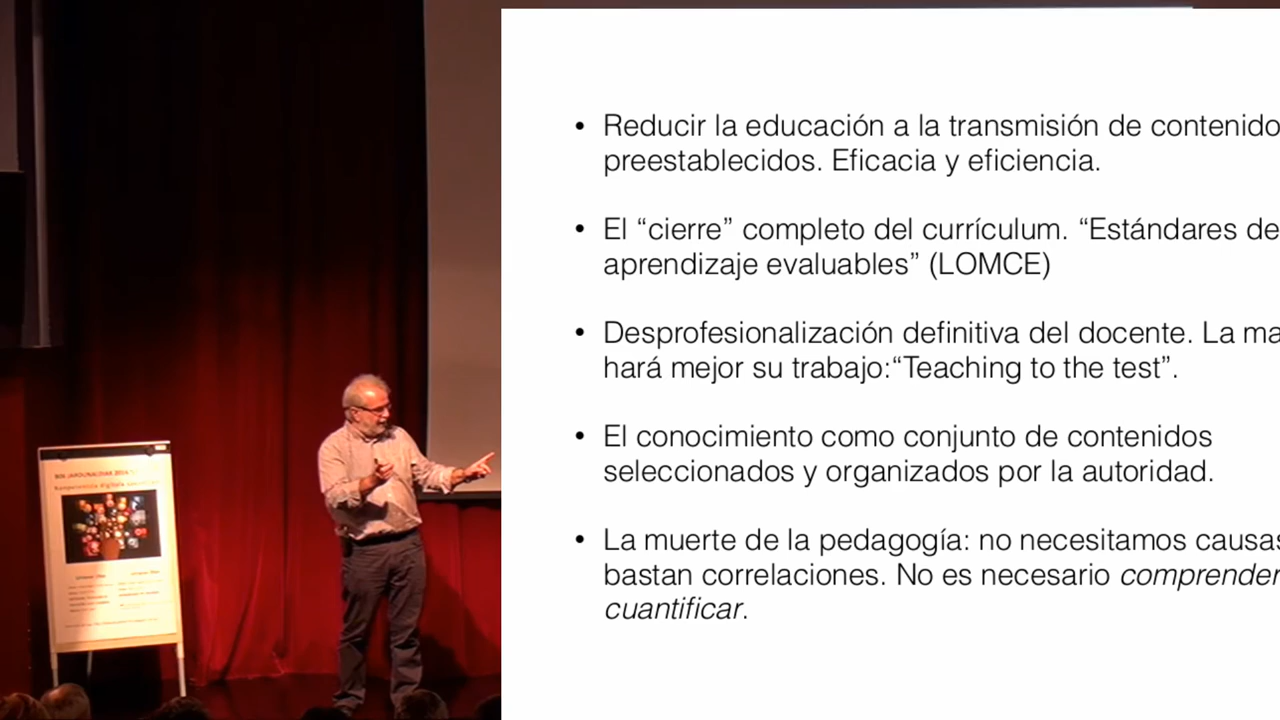 BERRITZEGUNE
Reducir la educación a la transmisión de contenido
preestablecidos. Eficacia y eficiencia.
El “cierre” completo del currículum. “Estándares de
aprendizaje evaluables” (LOMCE)
Desprofesionalización definitiva del docente. La ma
hará mejor su trabajo:“Teaching to the test”.
El conocimiento como conjunto de contenidos
seleccionados y organizados por la autoridad.
La muerte de la pedagogía: no necesitamos causas
bastan correlaciones. No es necesario comprender
cuantificar.